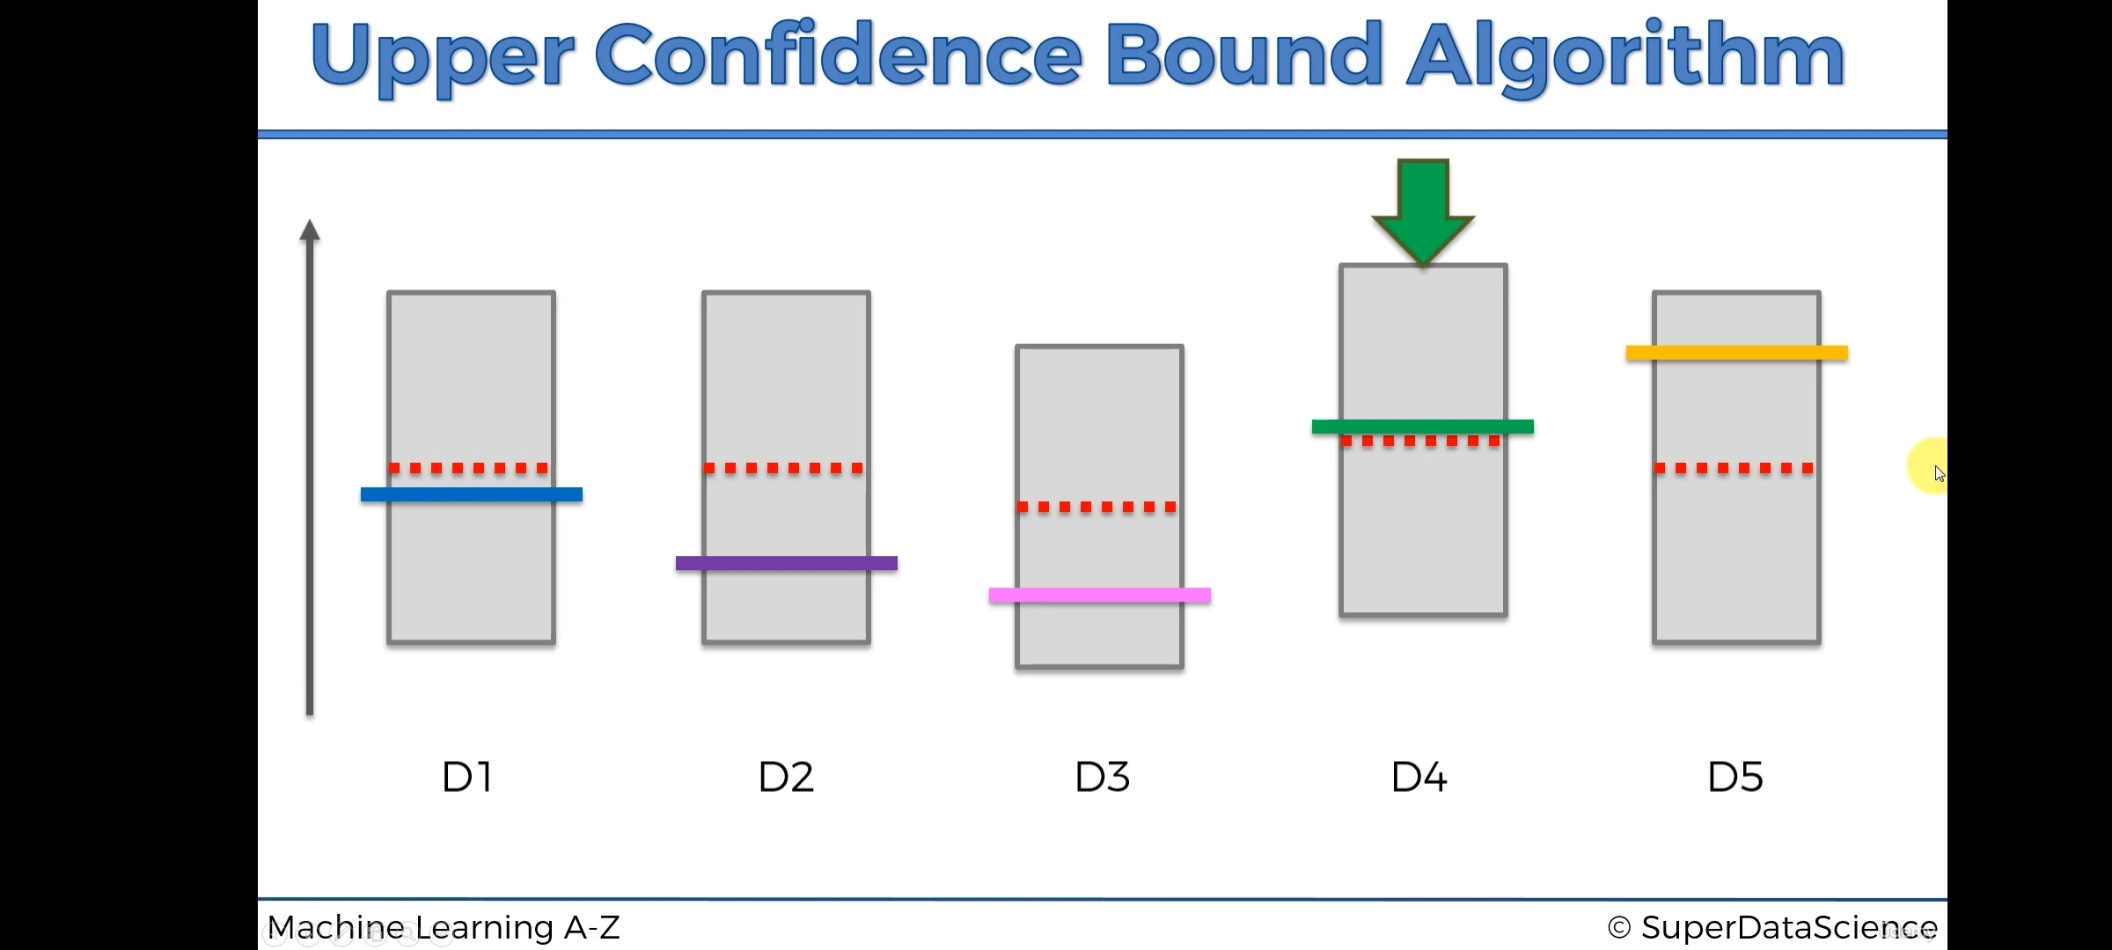 Upper Confidence Bound Algorithm
D1
D2
D3
D4
D5
Machine Learning A-Z
© SuperDataScience